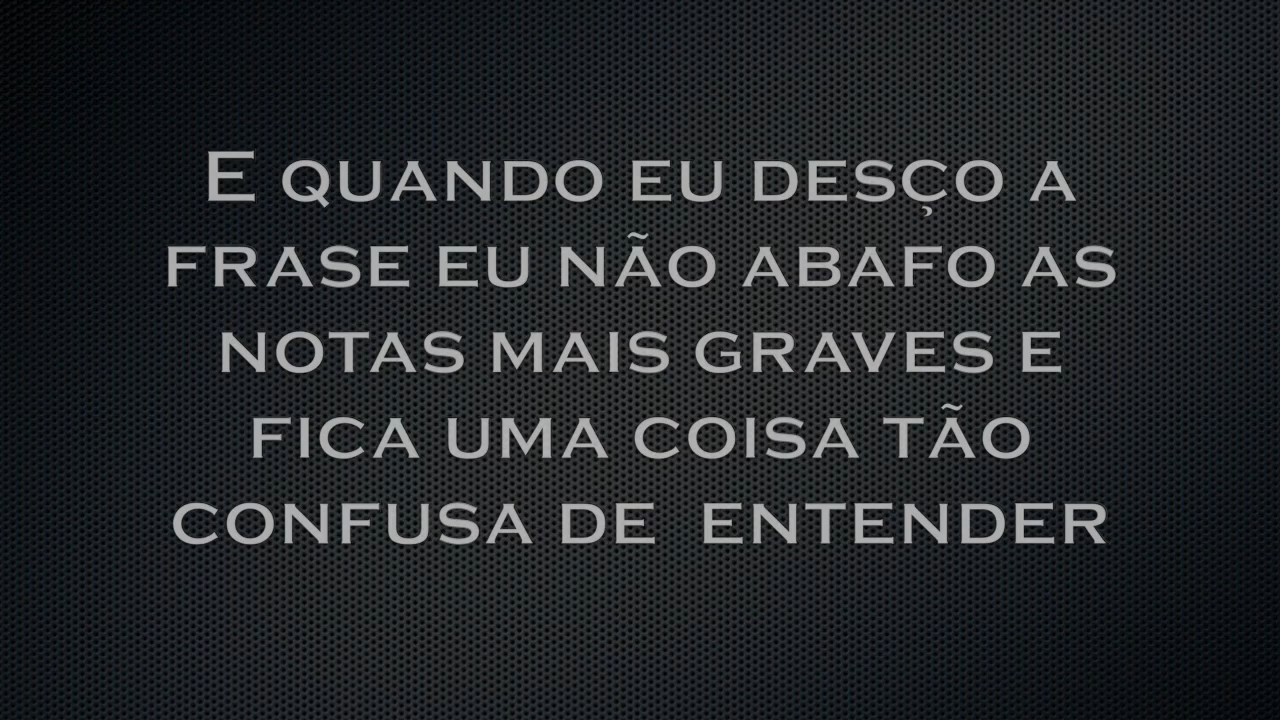 E QUANDO EU DESÇO A
FRASE EU NÃO ABAFO AS
NOTAS MAIS GRAVES E
FICA UMA COISA TÃO
CONFUSA DE  ENTENDER